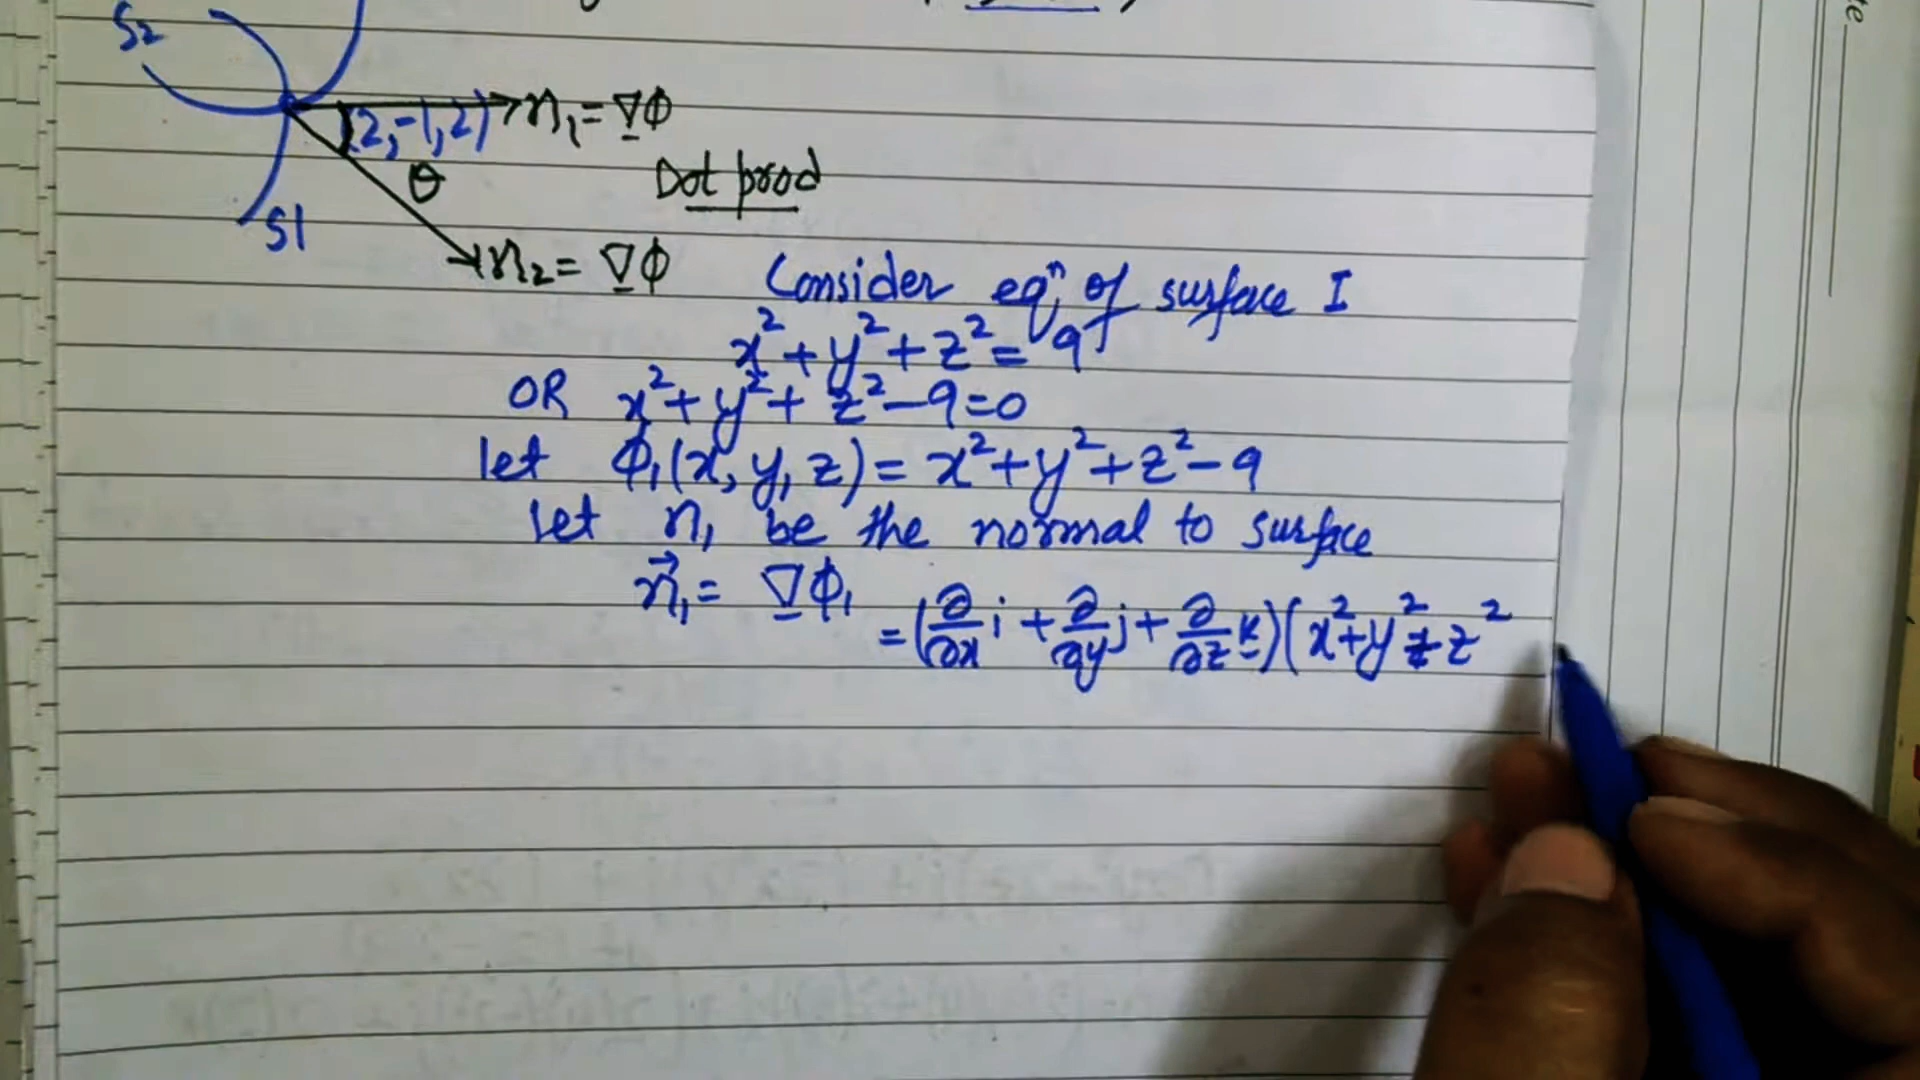 S2
(2,-1,2) n₁ = ∇Φ
θ Dot prod
S1
n₂ = ∇Φ Consider eqⁿ of surface I
x² + y² + z² = 9
OR x² + y² + z² - 9 = 0
let Φ₁(x, y, z) = x² + y² + z² - 9
let n₁ be the normal to surface
n⃗₁ = ∇Φ₁ = (∂/∂x i + ∂/∂y j + ∂/∂z k)(x² + y² + z²